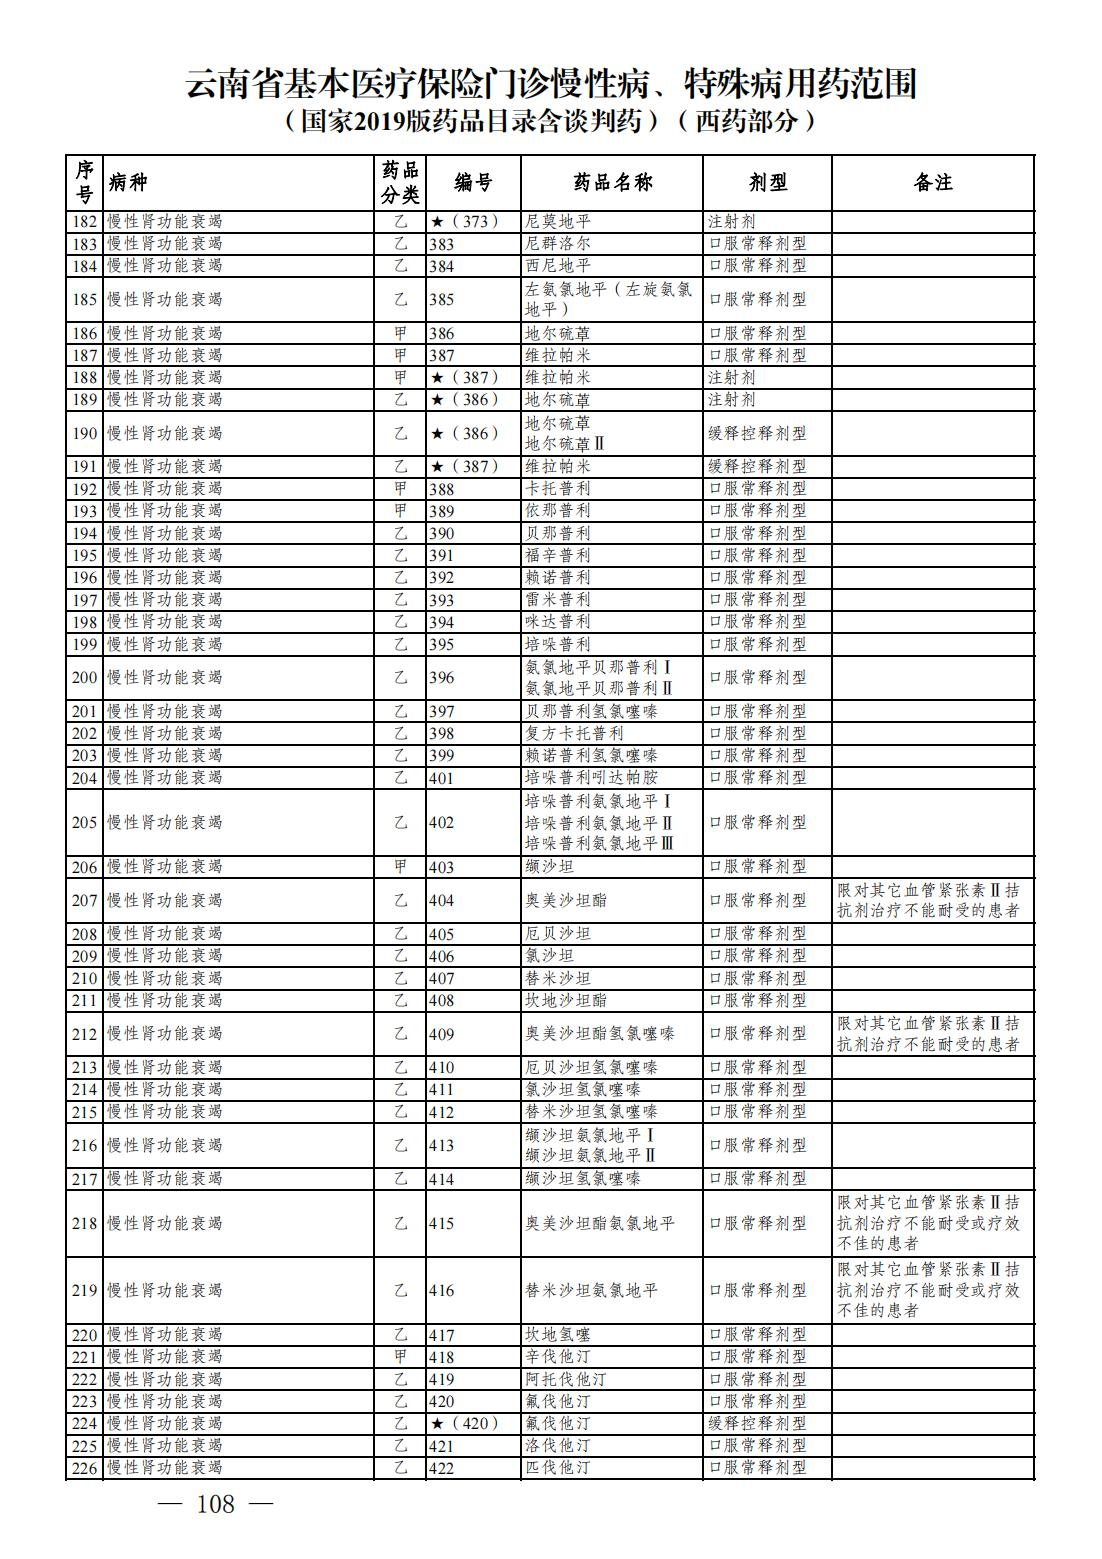 云南省基本医疗保险门诊慢性病、特殊病用药范围
（国家2019版药品目录含谈判药）（西药部分）
序号 病种 药品分类 编号 药品名称 剂型 备注
182 慢性肾功能衰竭 乙 ★（373） 尼莫地平 注射剂
183 慢性肾功能衰竭 乙 383 尼群洛尔 口服常释剂型
184 慢性肾功能衰竭 乙 384 西尼地平 口服常释剂型
185 慢性肾功能衰竭 乙 385 左氨氯地平（左旋氨氯
地平） 口服常释剂型
186 慢性肾功能衰竭 甲 386 地尔硫䓬 口服常释剂型
187 慢性肾功能衰竭 甲 387 维拉帕米 口服常释剂型
188 慢性肾功能衰竭 甲 ★（387） 维拉帕米 注射剂
189 慢性肾功能衰竭 乙 ★（386） 地尔硫䓬 注射剂
190 慢性肾功能衰竭 乙 ★（386） 地尔硫䓬
地尔硫䓬Ⅱ 缓释控释剂型
191 慢性肾功能衰竭 乙 ★（387） 维拉帕米 缓释控释剂型
192 慢性肾功能衰竭 甲 388 卡托普利 口服常释剂型
193 慢性肾功能衰竭 甲 389 依那普利 口服常释剂型
194 慢性肾功能衰竭 乙 390 贝那普利 口服常释剂型
195 慢性肾功能衰竭 乙 391 福辛普利 口服常释剂型
196 慢性肾功能衰竭 乙 392 赖诺普利 口服常释剂型
197 慢性肾功能衰竭 乙 393 雷米普利 口服常释剂型
198 慢性肾功能衰竭 乙 394 咪达普利 口服常释剂型
199 慢性肾功能衰竭 乙 395 培哚普利 口服常释剂型
200 慢性肾功能衰竭 乙 396 氨氯地平贝那普利Ⅰ
氨氯地平贝那普利Ⅱ 口服常释剂型
201 慢性肾功能衰竭 乙 397 贝那普利氢氯噻嗪 口服常释剂型
202 慢性肾功能衰竭 乙 398 复方卡托普利 口服常释剂型
203 慢性肾功能衰竭 乙 399 赖诺普利氢氯噻嗪 口服常释剂型
204 慢性肾功能衰竭 乙 401 培哚普利吲达帕胺 口服常释剂型
205 慢性肾功能衰竭 乙 402 培哚普利氨氯地平Ⅰ
培哚普利氨氯地平Ⅱ
培哚普利氨氯地平Ⅲ 口服常释剂型
206 慢性肾功能衰竭 甲 403 缬沙坦 口服常释剂型
207 慢性肾功能衰竭 乙 404 奥美沙坦酯 口服常释剂型 限对其它血管紧张素Ⅱ拮
抗剂治疗不能耐受的患者
208 慢性肾功能衰竭 乙 405 厄贝沙坦 口服常释剂型
209 慢性肾功能衰竭 乙 406 氯沙坦 口服常释剂型
210 慢性肾功能衰竭 乙 407 替米沙坦 口服常释剂型
211 慢性肾功能衰竭 乙 408 坎地沙坦酯 口服常释剂型
212 慢性肾功能衰竭 乙 409 奥美沙坦酯氢氯噻嗪 口服常释剂型 限对其它血管紧张素Ⅱ拮
抗剂治疗不能耐受的患者
213 慢性肾功能衰竭 乙 410 厄贝沙坦氢氯噻嗪 口服常释剂型
214 慢性肾功能衰竭 乙 411 氯沙坦氢氯噻嗪 口服常释剂型
215 慢性肾功能衰竭 乙 412 替米沙坦氢氯噻嗪 口服常释剂型
216 慢性肾功能衰竭 乙 413 缬沙坦氨氯地平Ⅰ
缬沙坦氨氯地平Ⅱ 口服常释剂型
217 慢性肾功能衰竭 乙 414 缬沙坦氢氯噻嗪 口服常释剂型
218 慢性肾功能衰竭 乙 415 奥美沙坦酯氨氯地平 口服常释剂型 限对其它血管紧张素Ⅱ拮
抗剂治疗不能耐受或疗效
不佳的患者
219 慢性肾功能衰竭 乙 416 替米沙坦氨氯地平 口服常释剂型 限对其它血管紧张素Ⅱ拮
抗剂治疗不能耐受或疗效
不佳的患者
220 慢性肾功能衰竭 乙 417 坎地氢噻 口服常释剂型
221 慢性肾功能衰竭 甲 418 辛伐他汀 口服常释剂型
222 慢性肾功能衰竭 乙 419 阿托伐他汀 口服常释剂型
223 慢性肾功能衰竭 乙 420 氟伐他汀 口服常释剂型
224 慢性肾功能衰竭 乙 ★（420） 氟伐他汀 缓释控释剂型
225 慢性肾功能衰竭 乙 421 洛伐他汀 口服常释剂型
226 慢性肾功能衰竭 乙 422 匹伐他汀 口服常释剂型
— 108 —